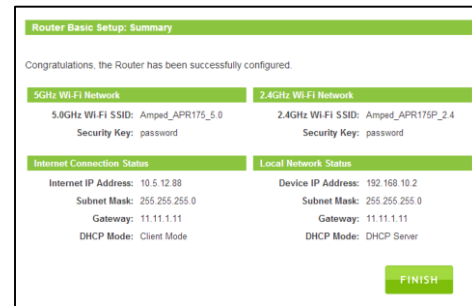 Router Basic Setup: Summary
Congratulations, the Router has been successfully configured.
5GHz Wi-Fi Network
5.0GHz Wi-Fi SSID: Amped_APR175_5.0
Security Key: password
2.4GHz Wi-Fi Network
2.4GHz Wi-Fi SSID: Amped_APR175P_2.4
Security Key: password
Internet Connection Status
Internet IP Address: 10.5.12.88
Subnet Mask: 255.255.255.0
Gateway: 11.11.1.11
DHCP Mode: Client Mode
Local Network Status
Device IP Address: 192.168.10.2
Subnet Mask: 255.255.255.0
Gateway: 11.11.1.11
DHCP Mode: DHCP Server
FINISH